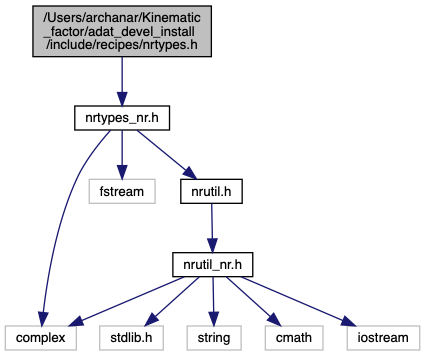 /Users/archanar/Kinematic
_factor/adat_devel_install
/include/recipes/nrtypes.h
nrtypes_nr.h
fstream
nrutil.h
nrutil_nr.h
complex
stdlib.h
string
cmath
iostream